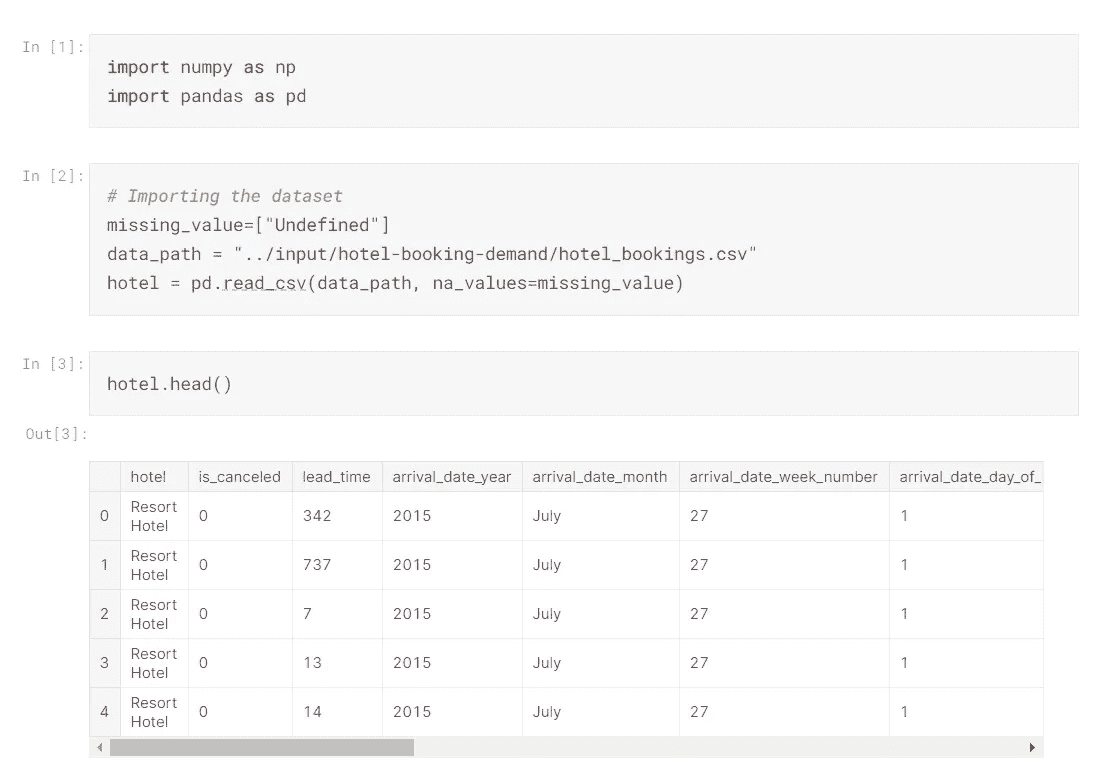 In [1]:
import numpy as np
import pandas as pd
In [2]:
# Importing the dataset
missing_value=["Undefined"]
data_path = "../input/hotel-booking-demand/hotel_bookings.csv"
hotel = pd.read_csv(data_path, na_values=missing_value)
In [3]:
hotel.head()
Out[3]:
hotel is_canceled lead_time arrival_date_year arrival_date_month arrival_date_week_number arrival_date_day_of_
0 Resort Hotel 0 342 2015 July 27 1
1 Resort Hotel 0 737 2015 July 27 1
2 Resort Hotel 0 7 2015 July 27 1
3 Resort Hotel 0 13 2015 July 27 1
4 Resort Hotel 0 14 2015 July 27 1